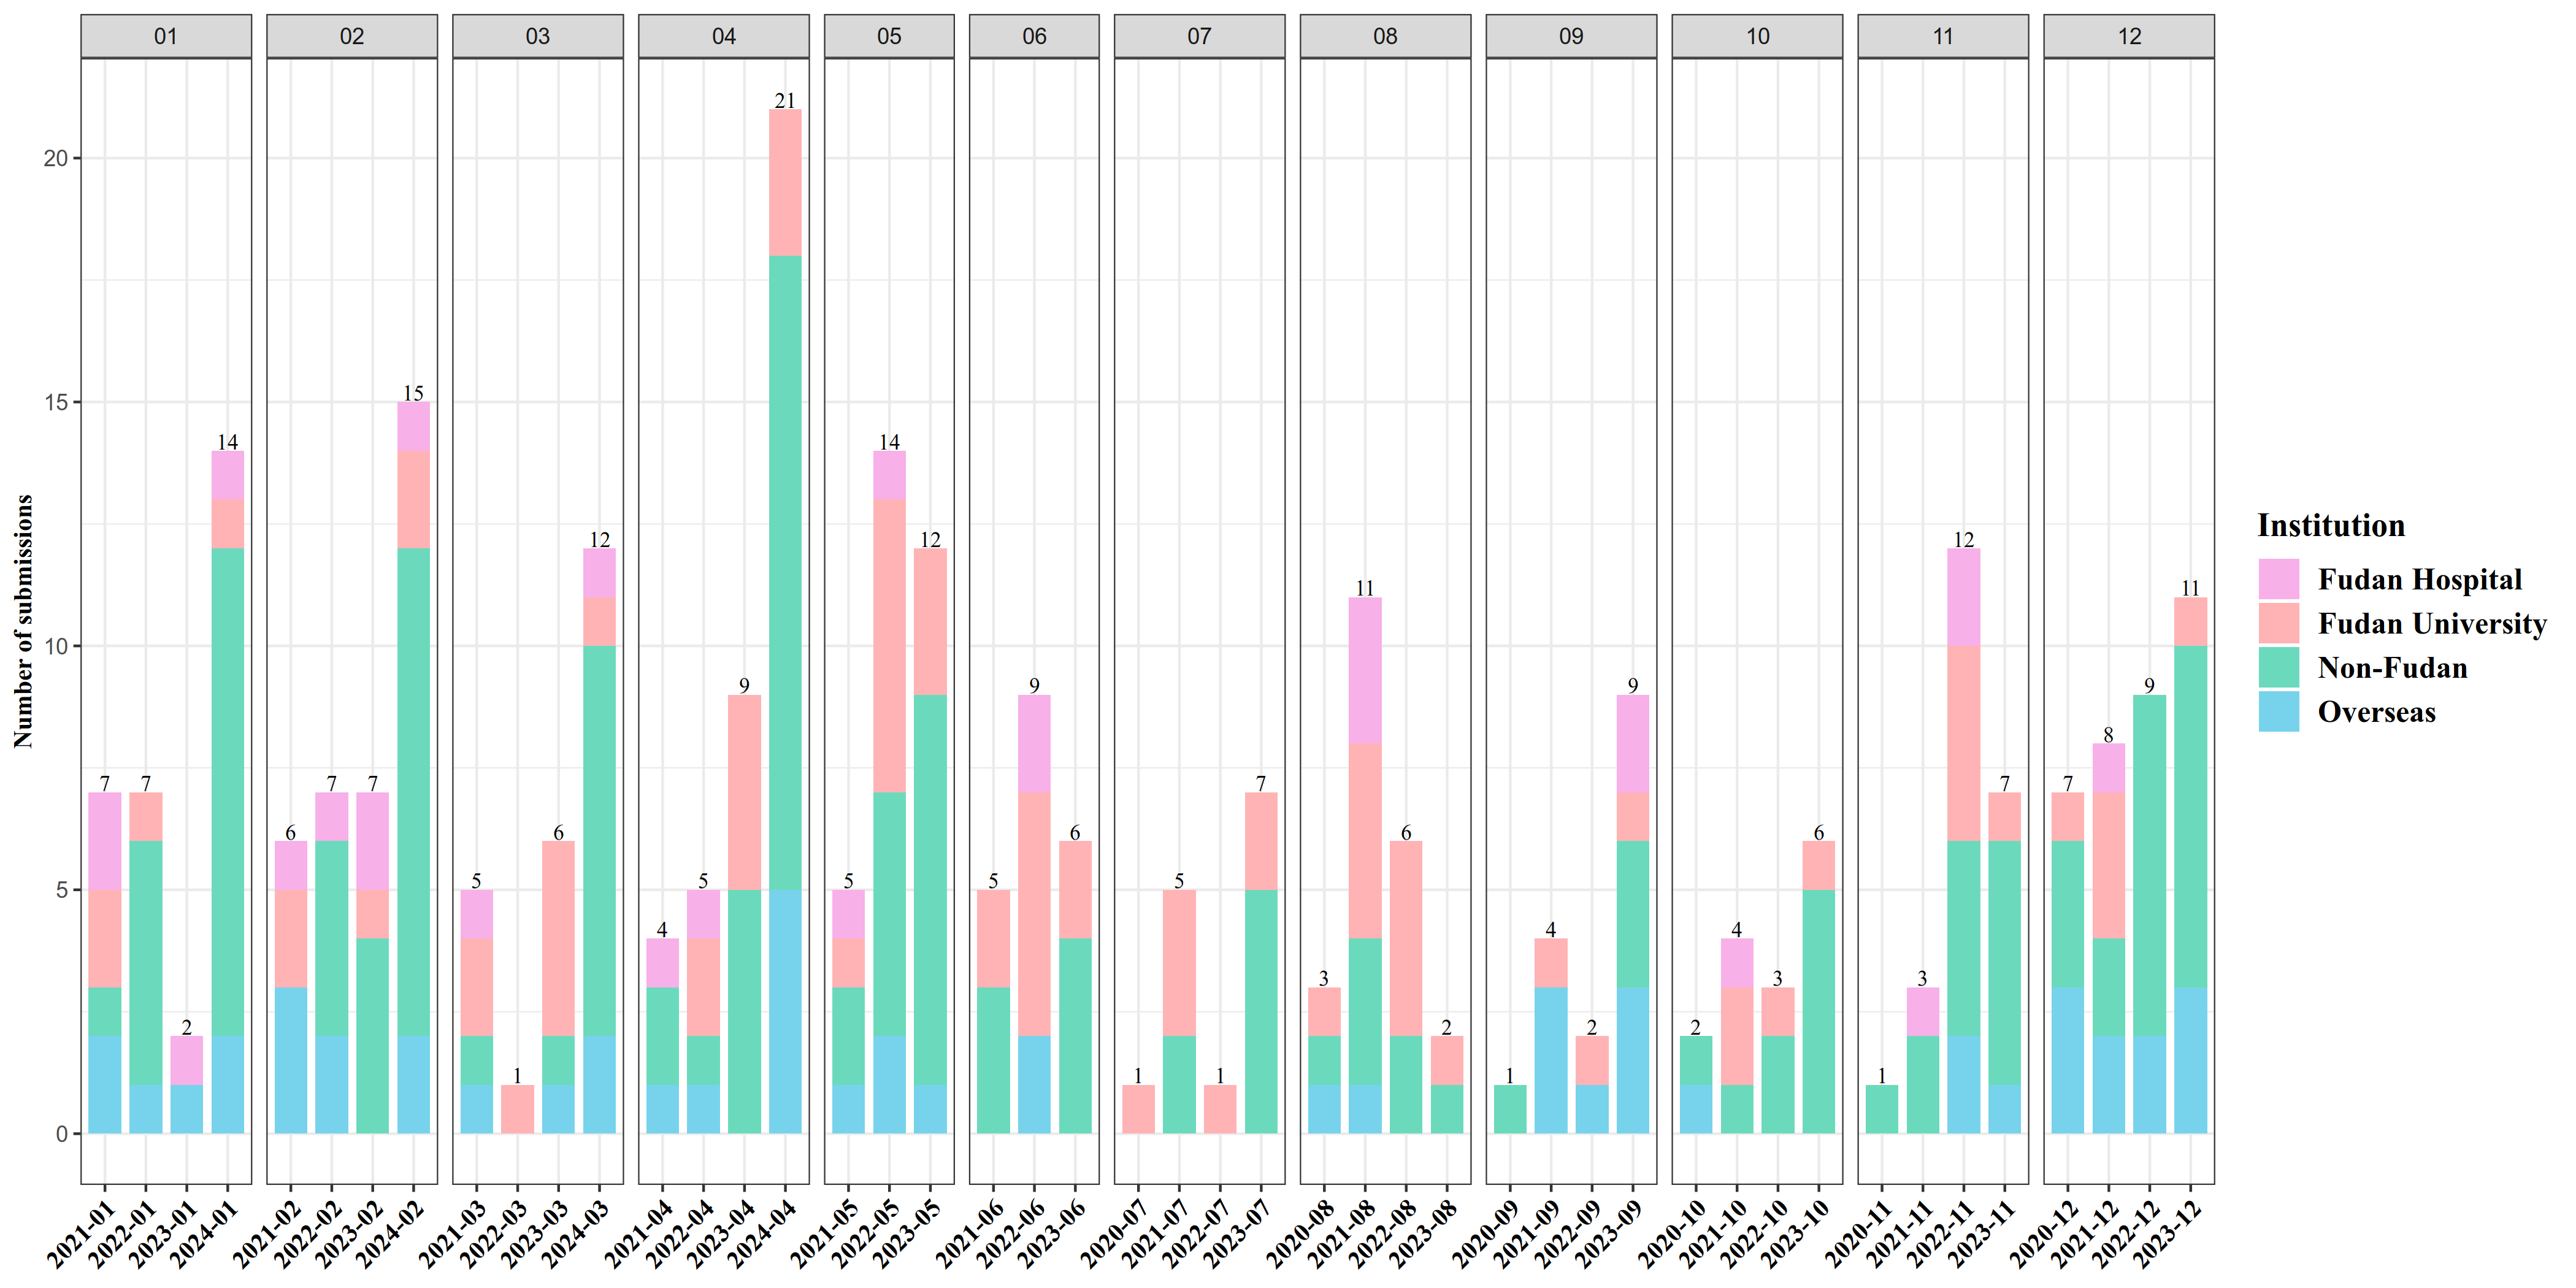 01 02 03 04 05 06 07 08 09 10 11 12
21
20
15
15
14 14
12 12 12
11 11
10
9 9 9 9
8
7 7 7 7 7 7 7
6 6 6 6 6
5
5 5 5 5 5
4 4 4
3 3 3
2 2 2 2
1 1 1 1 1
0
Number of submissions
2021-01 2022-01 2023-01 2024-01 2021-02 2022-02 2023-02 2024-02 2021-03 2022-03 2023-03 2024-03 2021-04 2022-04 2023-04 2024-04 2021-05 2022-05 2023-05 2021-06 2022-06 2023-06 2020-07 2021-07 2022-07 2023-07 2020-08 2021-08 2022-08 2023-08 2020-09 2021-09 2022-09 2023-09 2020-10 2021-10 2022-10 2023-10 2020-11 2021-11 2022-11 2023-11 2020-12 2021-12 2022-12 2023-12
Institution
Fudan Hospital
Fudan University
Non-Fudan
Overseas